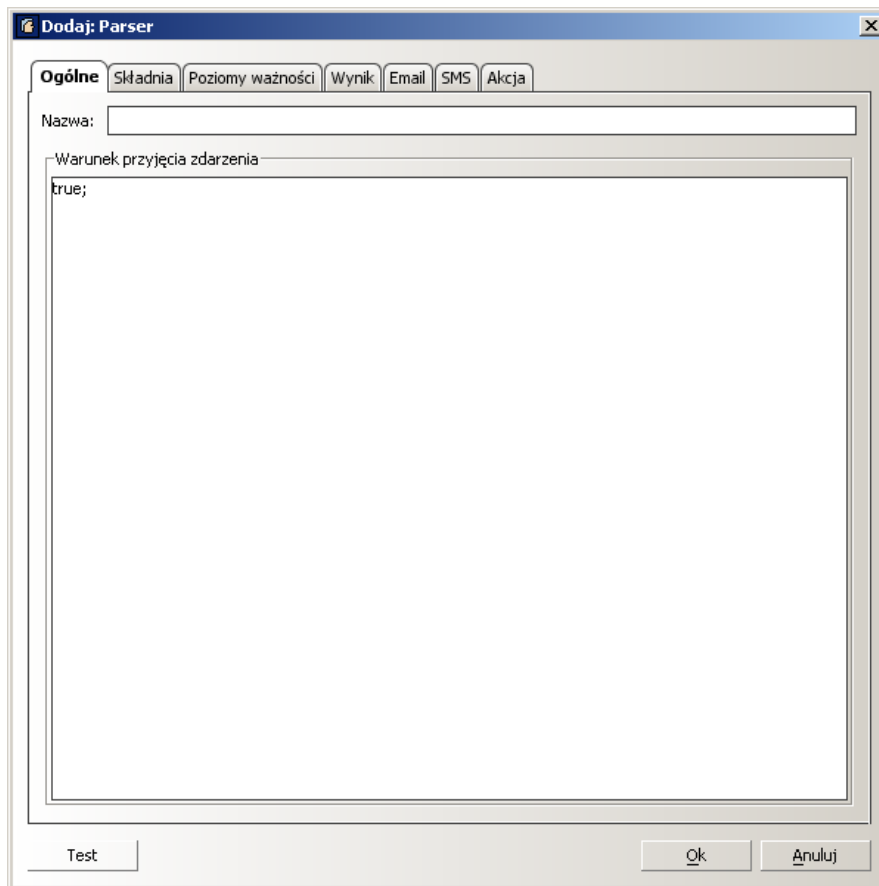 Dodaj: Parser
Ogólne Składnia Poziomy ważności Wynik Email SMS Akcja
Nazwa:
Warunek przyjęcia zdarzenia
true;
Test Ok Anuluj